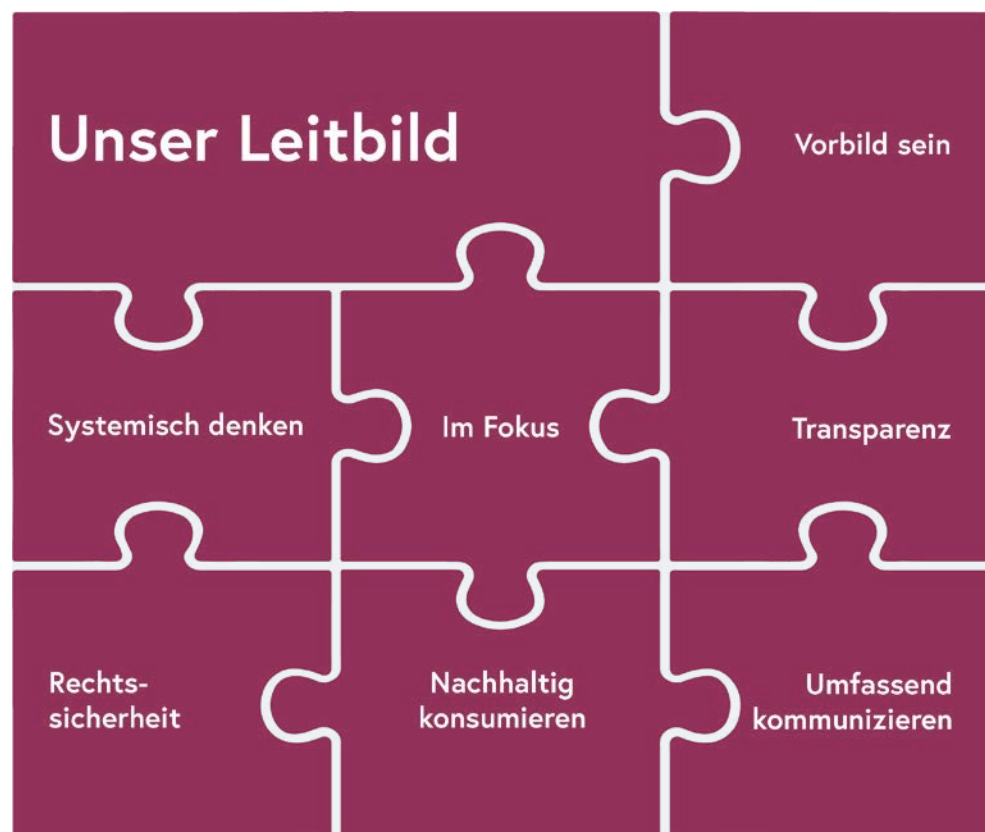 Unser Leitbild
Vorbild sein
Systemisch denken
Im Fokus
Transparenz
Rechts-
sicherheit
Nachhaltig
konsumieren
Umfassend
kommunizieren